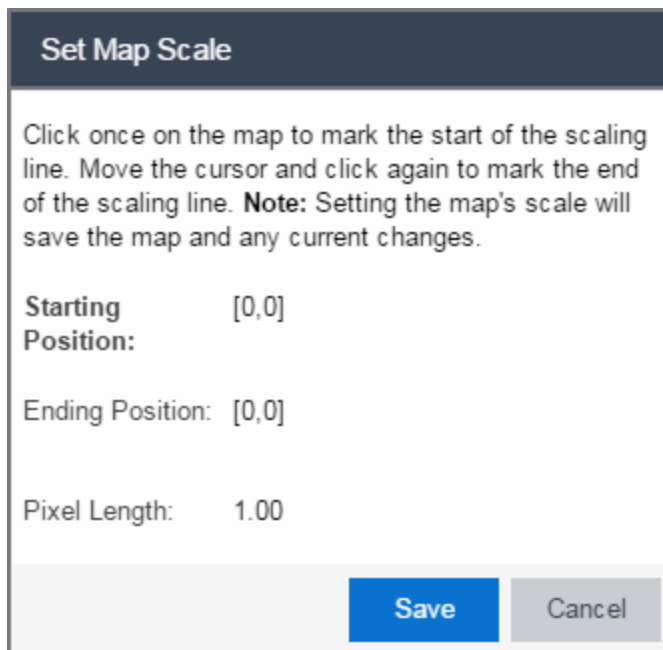 Set Map Scale
Click once on the map to mark the start of the scaling
line. Move the cursor and click again to mark the end
of the scaling line. Note: Setting the map's scale will
save the map and any current changes.
Starting
Position:
[0,0]
Ending Position: [0,0]
Pixel Length: 1.00
Save Cancel